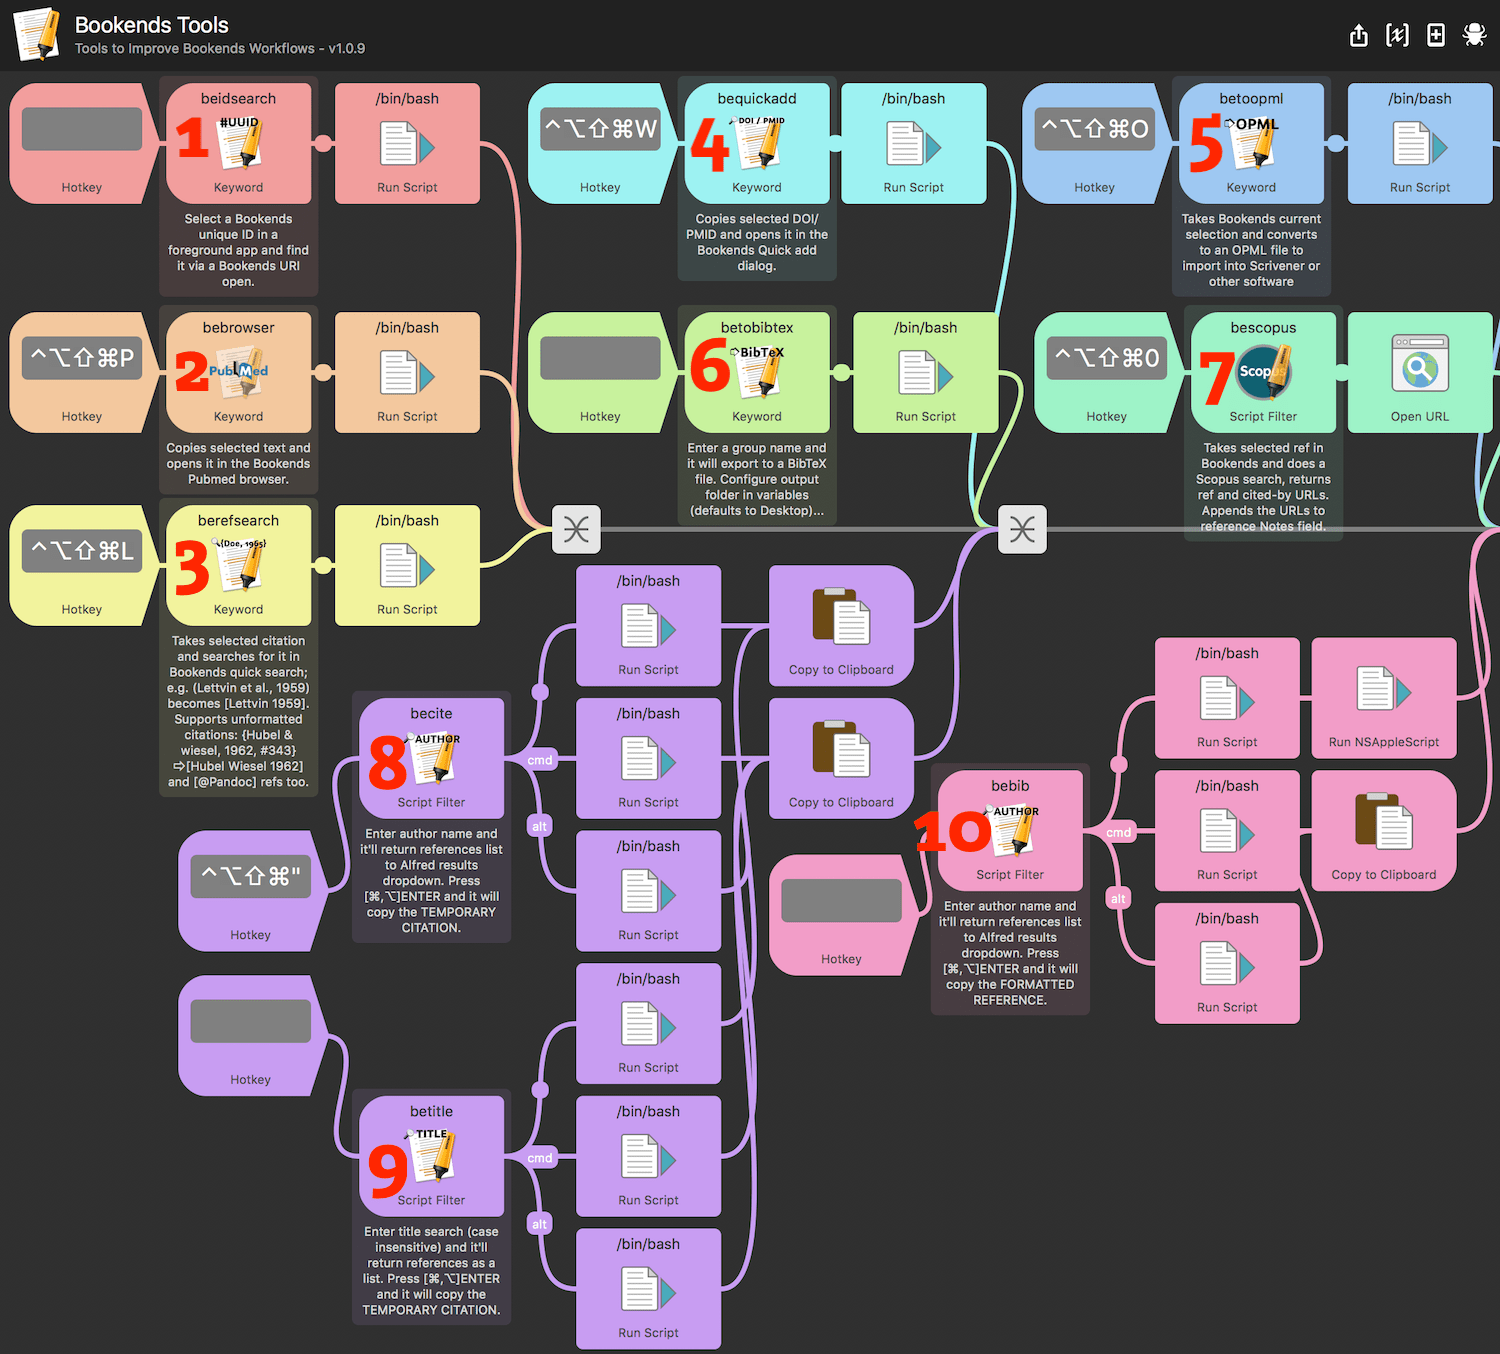 Bookends Tools
Tools to Improve Bookends Workflows - v1.0.9
Hotkey
beidsearch
#UUID
1
Keyword
Select a Bookends
unique ID in a
foreground app and find
it via a Bookends URI
open.
/bin/bash
Run Script
^⌥⇧⌘W
Hotkey
bequickadd
DOI / PMID
4
Keyword
Copies selected DOI/
PMID and opens it in the
Bookends Quick add
dialog.
/bin/bash
Run Script
^⌥⇧⌘O
Hotkey
betoopml
⇨OPML
5
Keyword
Takes Bookends current
selection and converts
to an OPML file to
import into Scrivener or
other software
/bin/bash
Run Script
^⌥⇧⌘P
Hotkey
bebrowser
PubMed
2
Keyword
Copies selected text and
opens it in the Bookends
Pubmed browser.
/bin/bash
Run Script
Hotkey
betobibtex
⇨BibTeX
6
Keyword
Enter a group name and
it will export to a BibTeX
file. Configure output
folder in variables
(defaults to Desktop)...
/bin/bash
Run Script
^⌥⇧⌘0
Hotkey
bescopus
Scopus
7
Script Filter
Takes selected ref in
Bookends and does a
Scopus search, returns
ref and cited-by URLs.
Appends the URLs to
reference Notes field.
Open URL
^⌥⇧⌘L
Hotkey
berefsearch
{Doe, 1965}
3
Keyword
Takes selected citation
and searches for it in
Bookends quick search;
e.g. (Lettvin et al., 1959)
becomes [Lettvin 1959].
Supports unformatted
citations: {Hubel &
wiesel, 1962, #343}
⇨[Hubel Wiesel 1962]
and [@Pandoc] refs too.
/bin/bash
Run Script
^⌥⇧⌘"
Hotkey
becite
AUTHOR
8
Script Filter
Enter author name and
it'll return references list
to Alfred results
dropdown. Press
[⌘,⌥]ENTER and it will
copy the TEMPORARY
CITATION.
cmd
alt
/bin/bash
Run Script
/bin/bash
Run Script
/bin/bash
Run Script
Copy to Clipboard
Copy to Clipboard
Hotkey
betitle
TITLE
9
Script Filter
Enter title search (case
insensitive) and it'll
return references as a
list. Press [⌘,⌥]ENTER
and it will copy the
TEMPORARY CITATION.
cmd
alt
/bin/bash
Run Script
/bin/bash
Run Script
/bin/bash
Run Script
Hotkey
bebib
AUTHOR
10
Script Filter
Enter author name and
it'll return references list
to Alfred results
dropdown. Press
[⌘,⌥]ENTER and it will
copy the FORMATTED
REFERENCE.
cmd
alt
/bin/bash
Run Script
Run NSAppleScript
/bin/bash
Run Script
Copy to Clipboard
/bin/bash
Run Script